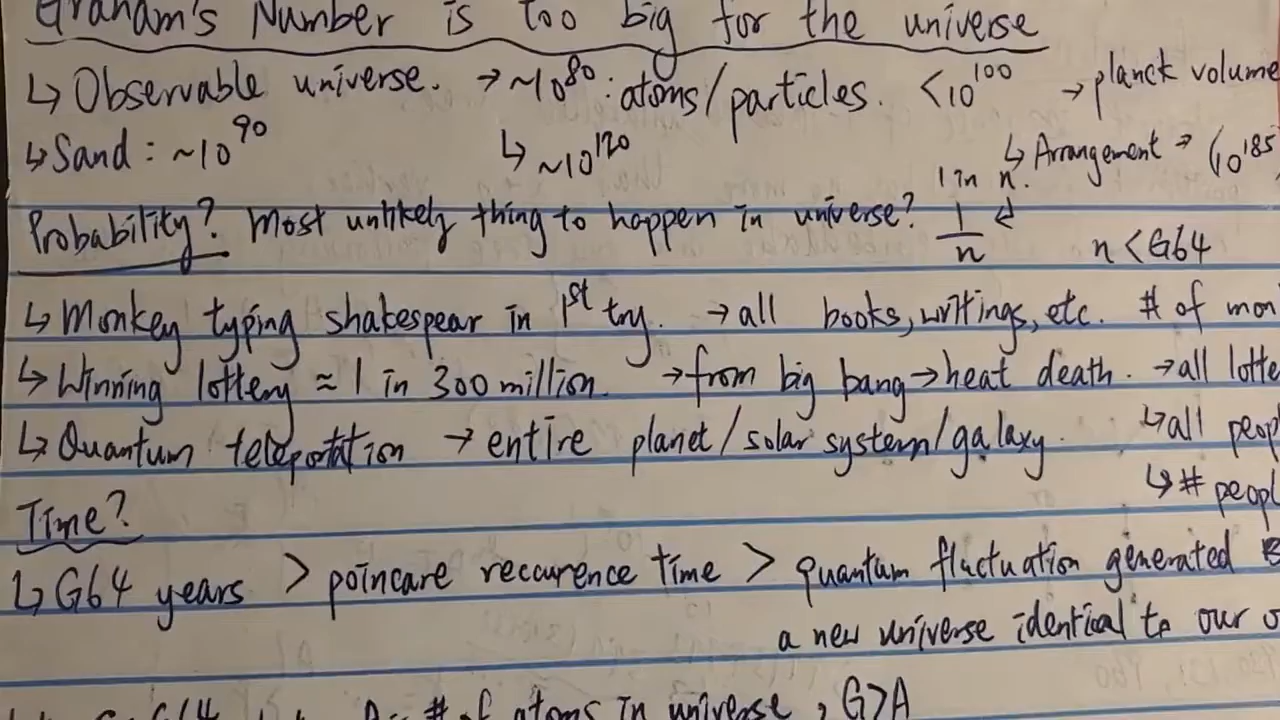 Graham's Number is too big for the universe
↳ Observable universe. → ~10^80 : atoms/particles. <10^100 → planck volume
↳ Sand : ~10^90 ↳ ~10^120 ↳ Arrangement → (10^185
Probability? Most unlikely thing to happen in universe? 1 in n. 1/n n < G64
↳ Monkey typing shakespear in 1st try. → all books, writings, etc. # of mon
↳ Winning lottery ≈ 1 in 300 million. → from big bang → heat death. → all lotte
↳ Quantum teleportation → entire planet/solar system/galaxy. ↳ all peop
↳ # peopl
Time?
↳ G64 years > poincare reccurence time > quantum fluctuation generated
a new universe identical to our
G64 A = # of atoms in universe, G>A